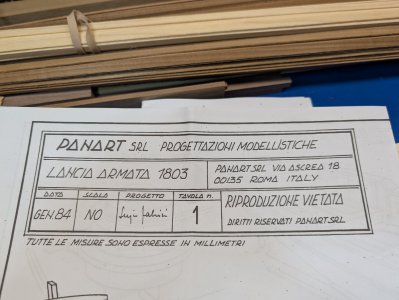 PANART SRL PROGETTAZIONI MODELLISTICHE
LANCIA ARMATA 1803
PANART.SRL VIA ASCREA 18
00135 ROMA ITALY
DATA SCALA PROGETTO TAVOLA n.
GEN.84 NO 1
RIPRODUZIONE VIETATA
DIRITTI RISERVATI PANART.SRL
TUTTE LE MISURE SONO ESPRESSE IN MILLIMETRI